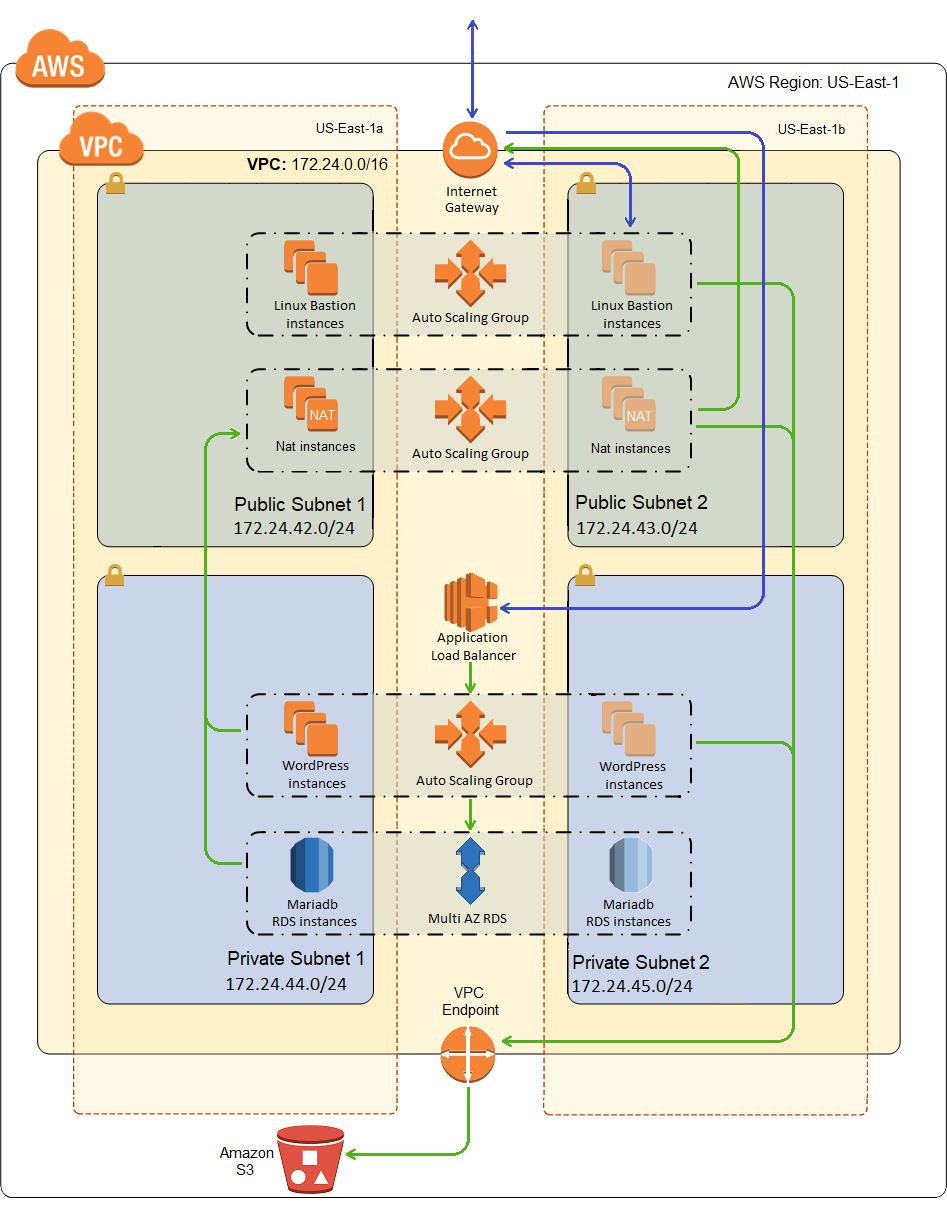 AWS
AWS Region: US-East-1
US-East-1a
US-East-1b
VPC
VPC: 172.24.0.0/16
Internet
Gateway
Linux Bastion
instances
Auto Scaling Group
Linux Bastion
instances
NAT
Nat instances
Auto Scaling Group
NAT
Nat instances
Public Subnet 1
172.24.42.0/24
Public Subnet 2
172.24.43.0/24
Application
Load Balancer
WordPress
instances
Auto Scaling Group
WordPress
instances
Mariadb
RDS instances
Multi AZ RDS
Mariadb
RDS instances
Private Subnet 1
172.24.44.0/24
Private Subnet 2
172.24.45.0/24
VPC
Endpoint
Amazon
S3